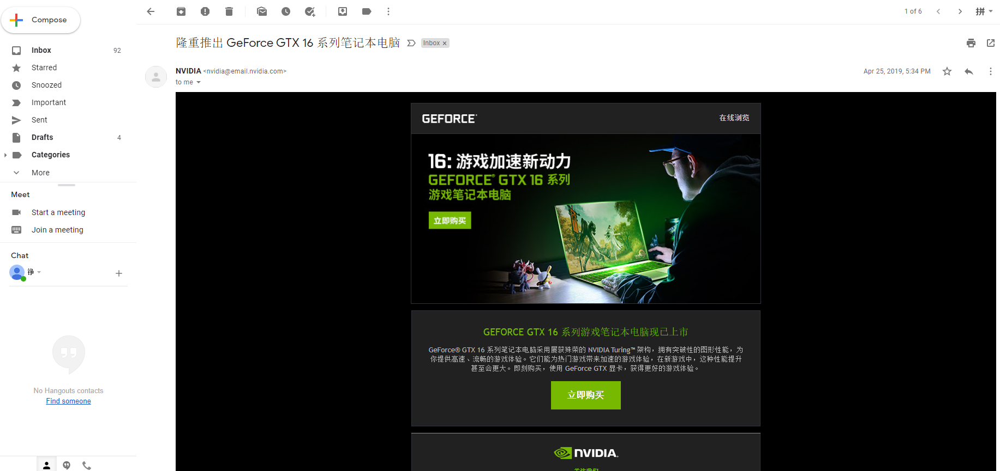 Compose
1 of 6
拼
隆重推出 GeForce GTX 16 系列笔记本电脑
Inbox ×
Inbox 92
Starred
Snoozed
Important
Sent
Drafts 4
Categories
More
NVIDIA <nvidia@email.nvidia.com>
Apr 25, 2019, 5:34 PM
to me
Meet
Start a meeting
Join a meeting
Chat
铮
No Hangouts contacts
Find someone
GEFORCE
在线浏览
16: 游戏加速新动力
GEFORCE® GTX 16 系列
游戏笔记本电脑
立即购买
GEFORCE GTX 16 系列游戏笔记本电脑现已上市
GeForce® GTX 16 系列笔记本电脑采用屡获殊荣的 NVIDIA Turing™ 架构，拥有突破性的图形性能，为
你提供高速、流畅的游戏体验。它们能为热门游戏带来加速的游戏体验，在新游戏中，这种性能提升
甚至会更大。即刻购买，使用 GeForce GTX 显卡，获得更好的游戏体验。
立即购买
NVIDIA.